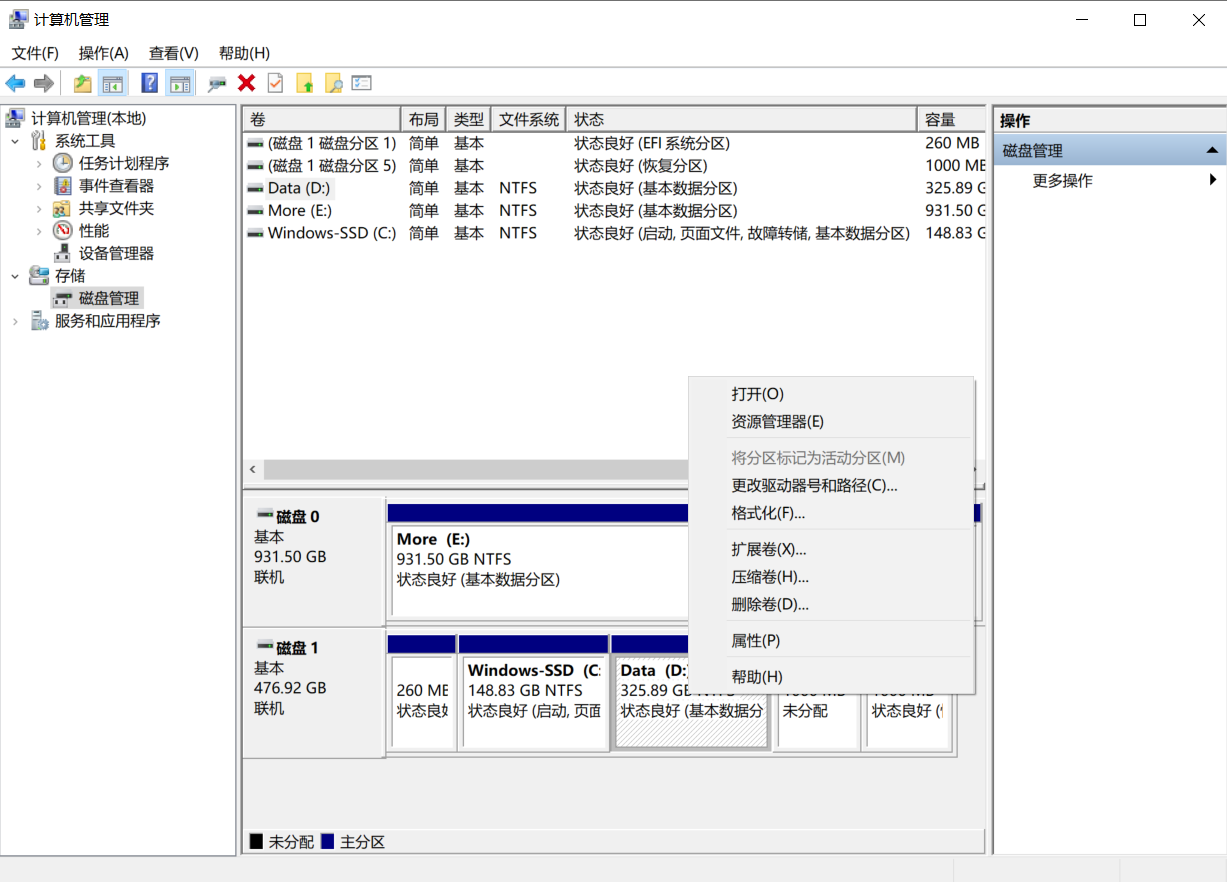 计算机管理
文件(F) 操作(A) 查看(V) 帮助(H)
计算机管理(本地)
系统工具
任务计划程序
事件查看器
共享文件夹
性能
设备管理器
存储
磁盘管理
服务和应用程序
卷 布局 类型 文件系统 状态 容量
(磁盘 1 磁盘分区 1) 简单 基本 状态良好 (EFI 系统分区) 260 MB
(磁盘 1 磁盘分区 5) 简单 基本 状态良好 (恢复分区) 1000 ME
Data (D:) 简单 基本 NTFS 状态良好 (基本数据分区) 325.89 G
More (E:) 简单 基本 NTFS 状态良好 (基本数据分区) 931.50 G
Windows-SSD (C:) 简单 基本 NTFS 状态良好 (启动, 页面文件, 故障转储, 基本数据分区) 148.83 G
操作
磁盘管理
更多操作
打开(O)
资源管理器(E)
将分区标记为活动分区(M)
更改驱动器号和路径(C)...
格式化(F)...
扩展卷(X)...
压缩卷(H)...
删除卷(D)...
属性(P)
帮助(H)
磁盘 0
基本
931.50 GB
联机
More (E:)
931.50 GB NTFS
状态良好 (基本数据分区)
磁盘 1
基本
476.92 GB
联机
260 ME
状态良好
Windows-SSD (C:
148.83 GB NTFS
状态良好 (启动, 页面
Data (D:)
325.89 GB NTFS
状态良好 (基本数据分
未分配
状态良好 (
未分配 主分区